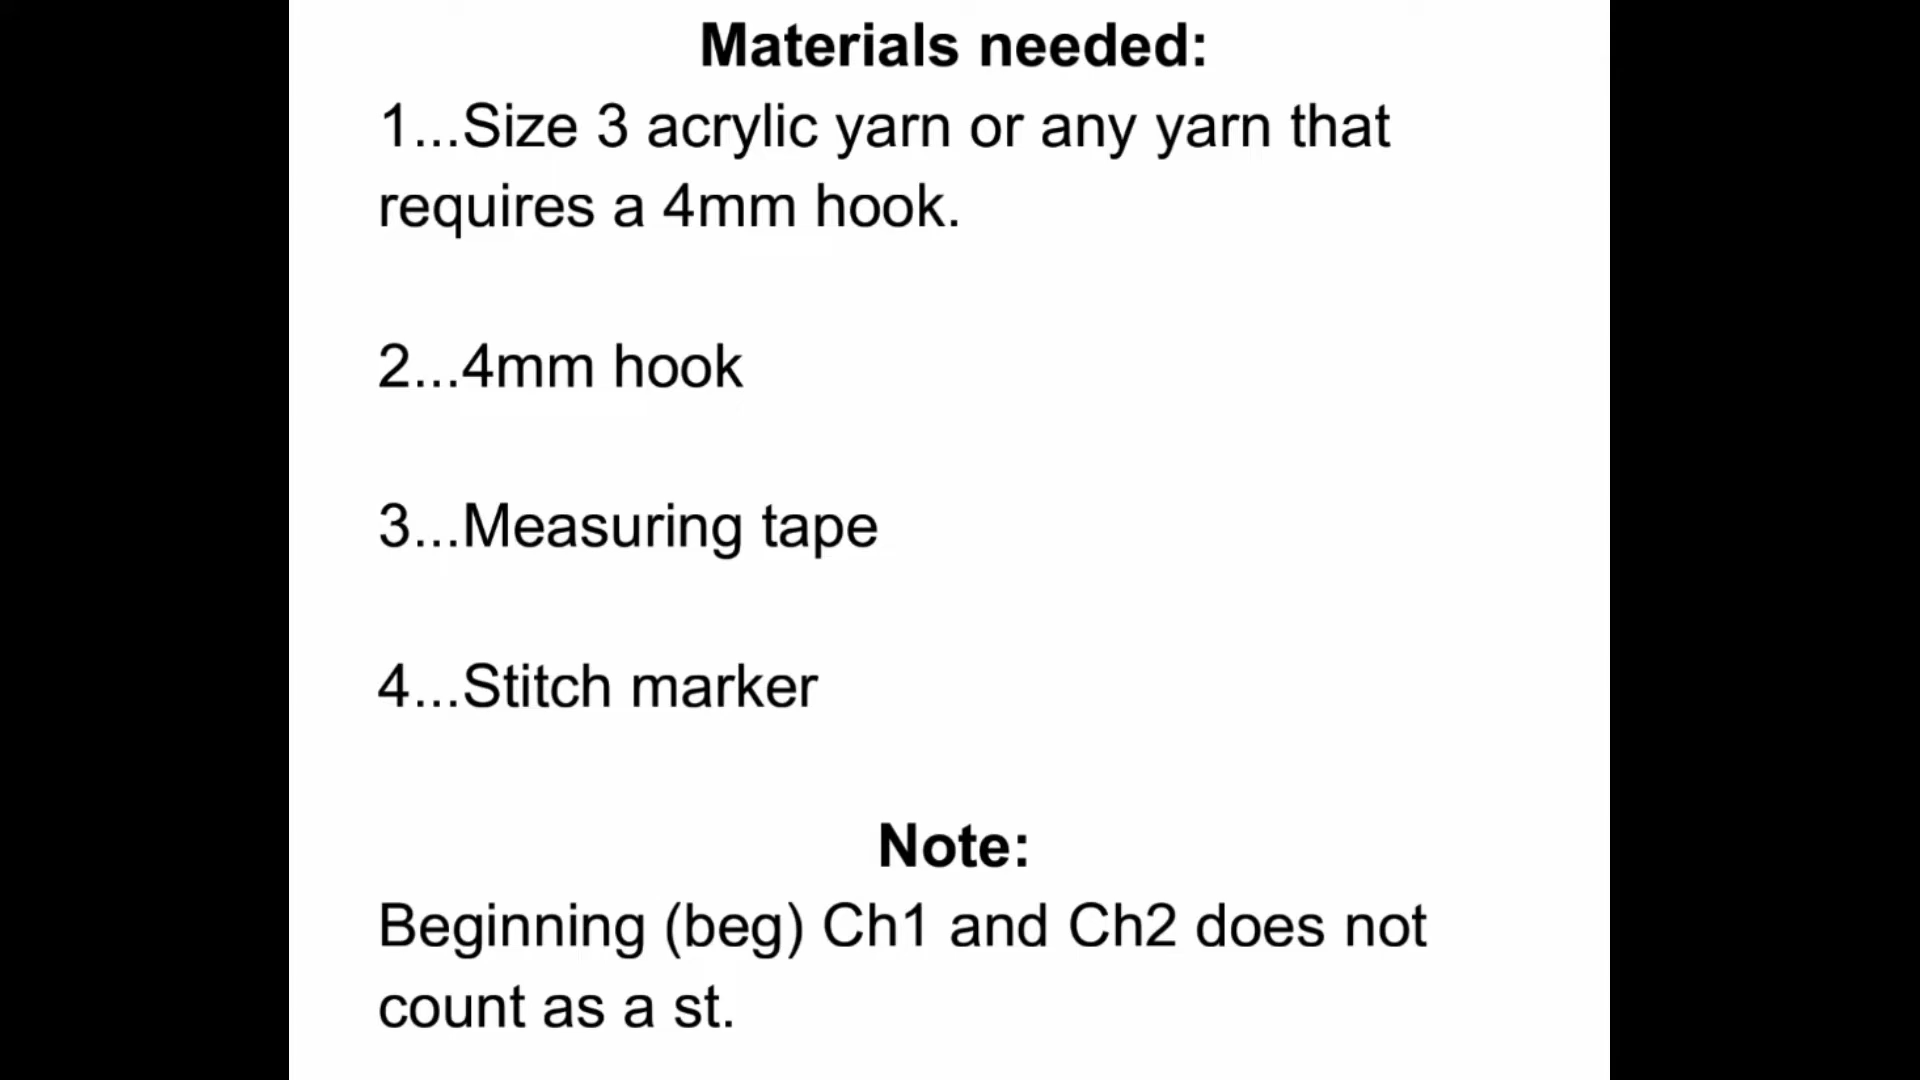 Materials needed:
1...Size 3 acrylic yarn or any yarn that
requires a 4mm hook.
2...4mm hook
3...Measuring tape
4...Stitch marker
Note:
Beginning (beg) Ch1 and Ch2 does not
count as a st.